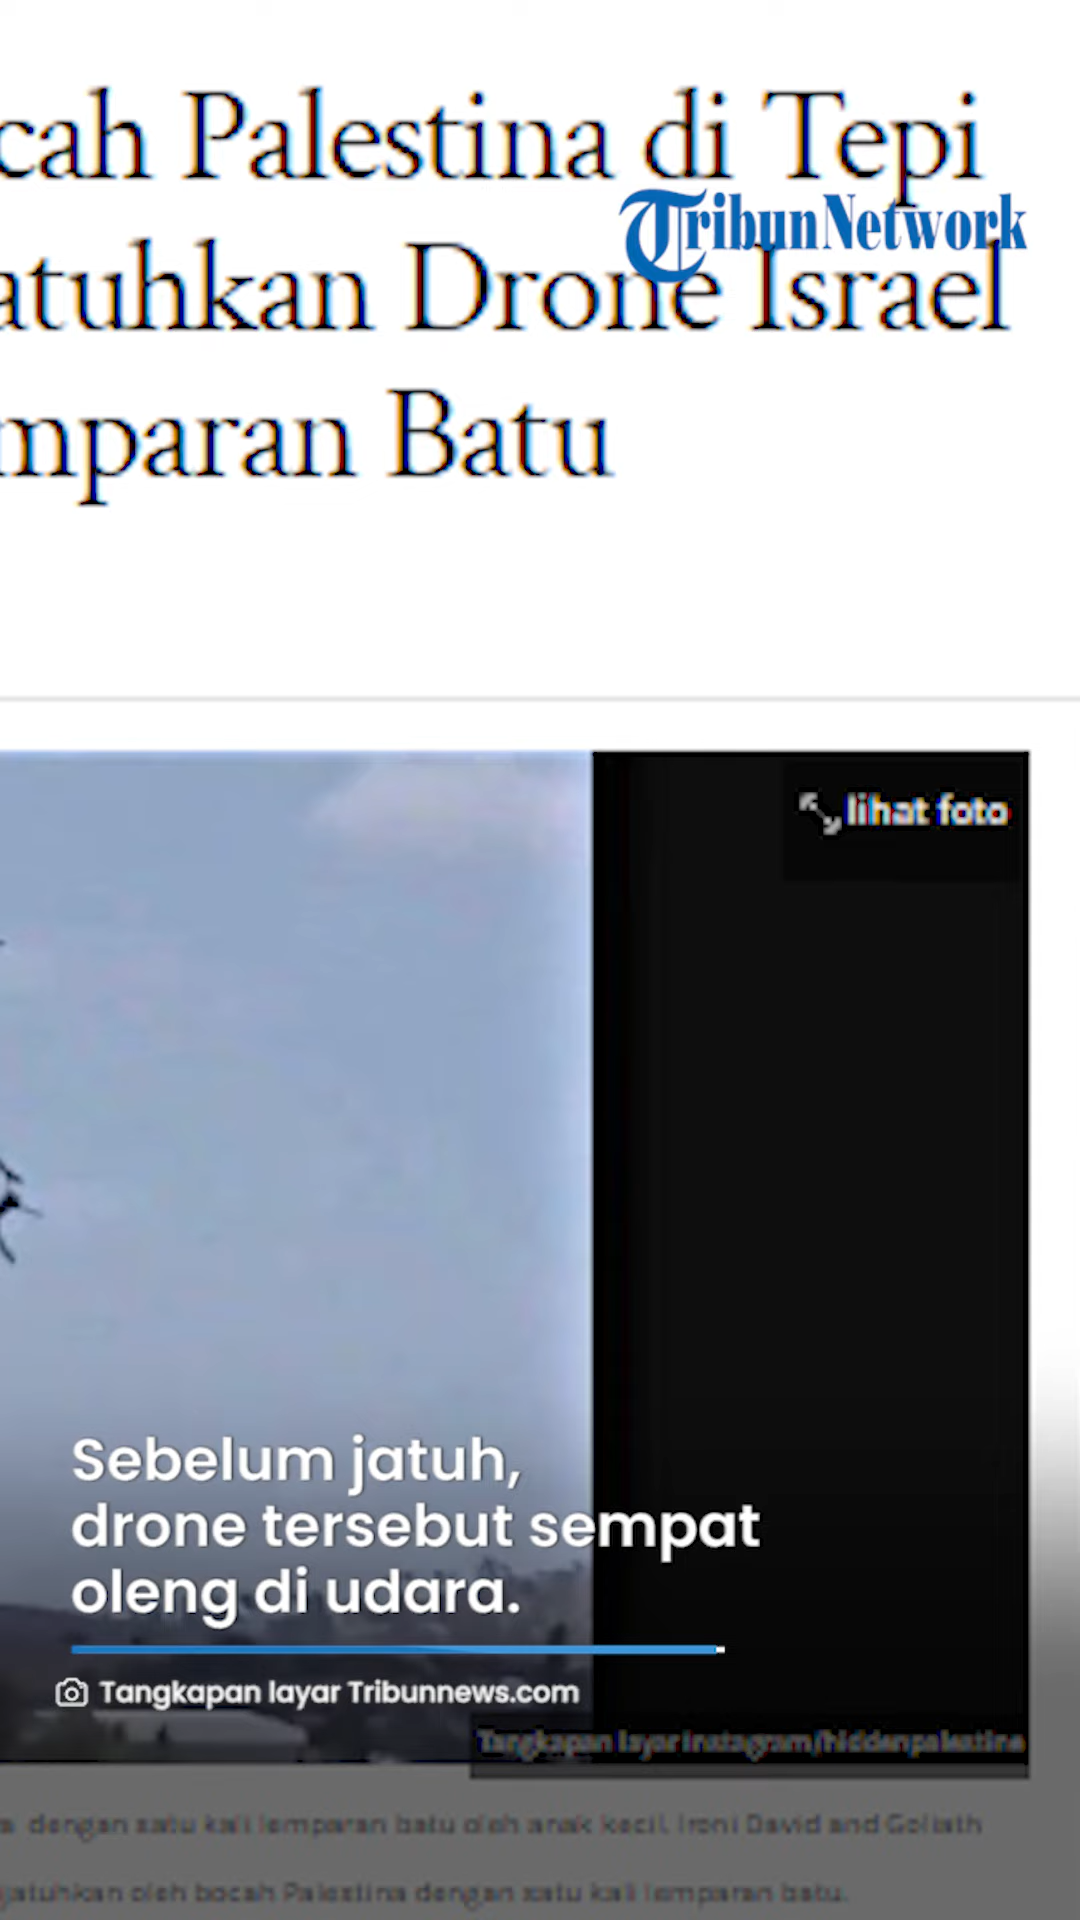 cah Palestina di Tepi
TribunNetwork
atuhkan Drone Israel
mparan Batu
lihat foto
Sebelum jatuh,
drone tersebut sempat
oleng di udara.
Tangkapan layar Tribunnews.com
Tangkapan layar Instagram/hiddenpalestine
dengan satu kali lemparan batu oleh anak kecil. Ironi David and Goliath
jatuhkan oleh bocah Palestina dengan satu kali lemparan batu.